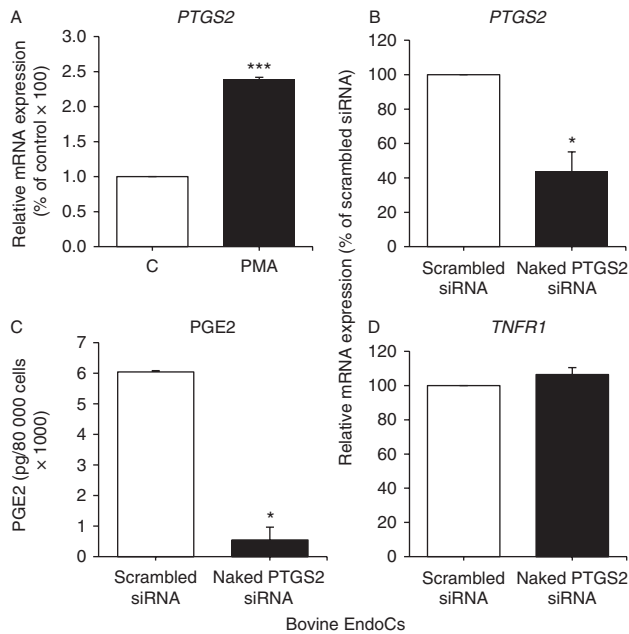 A
PTGS2
Relative mRNA expression
(% of control × 100)
3.0
2.5
2.0
1.5
1.0
0.5
0.0
***
C
PMA
B
PTGS2
Relative mRNA expression (% of scrambled siRNA)
120
100
80
60
40
20
0
*
Scrambled
siRNA
Naked PTGS2
siRNA
C
PGE2
PGE2 (pg/80 000 cells
× 1000)
7
6
5
4
3
2
1
0
*
Scrambled
siRNA
Naked PTGS2
siRNA
D
TNFR1
120
100
80
60
40
20
0
Scrambled
siRNA
Naked PTGS2
siRNA
Bovine EndoCs